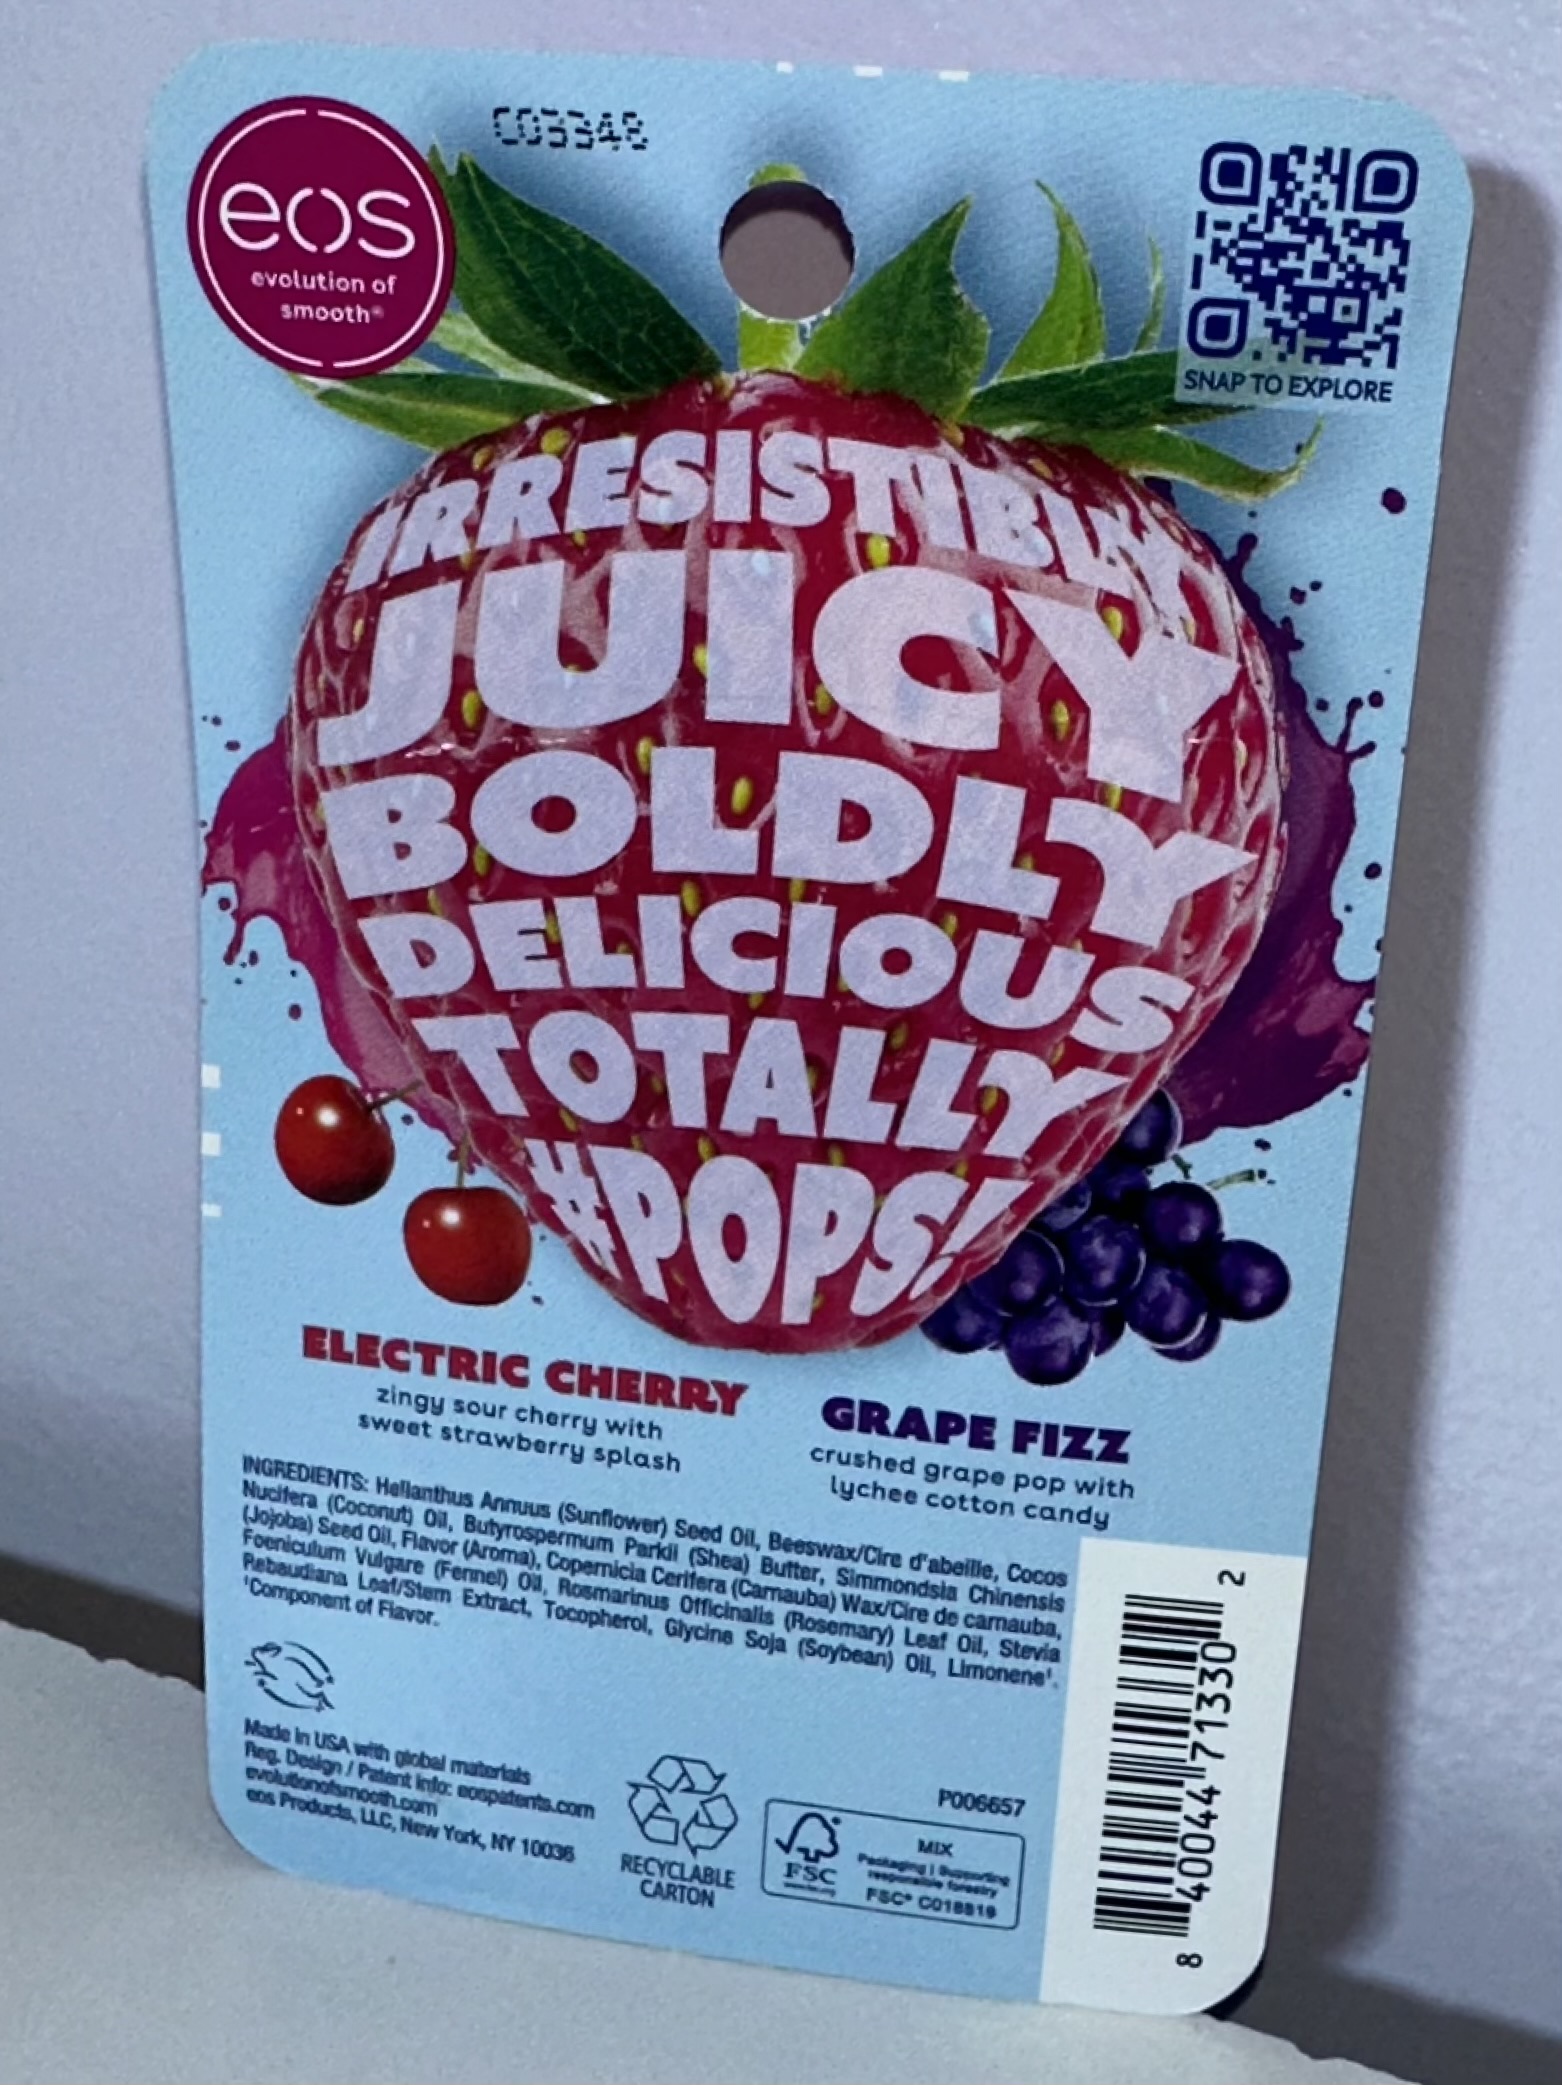 C03348
eos
evolution of
smooth®
SNAP TO EXPLORE
IRRESISTIBLY
JUICY
BOLDLY
DELICIOUS
TOTALLY
#POPS!
ELECTRIC CHERRY
zingy sour cherry with
sweet strawberry splash
GRAPE FIZZ
crushed grape pop with
lychee cotton candy
INGREDIENTS: Helianthus Annuus (Sunflower) Seed Oil, Beeswax/Cire d'abeille, Cocos
Nucifera (Coconut) Oil, Butyrospermum Parkii (Shea) Butter, Simmondsia Chinensis
(Jojoba) Seed Oil, Flavor (Aroma), Copernicia Cerifera (Carnauba) Wax/Cire de carnauba,
Foeniculum Vulgare (Fennel) Oil, Rosmarinus Officinalis (Rosemary) Leaf Oil, Stevia
Rebaudiana Leaf/Stem Extract, Tocopherol, Glycine Soja (Soybean) Oil, Limonene¹.
¹Component of Flavor.
Made in USA with global materials
Reg. Design / Patent info: eospatents.com
evolutionofsmooth.com
eos Products, LLC, New York, NY 10036
RECYCLABLE
CARTON
P006657
FSC
MIX
Packaging | Supporting
responsible forestry
FSC® C018819
8 40044 71330 2